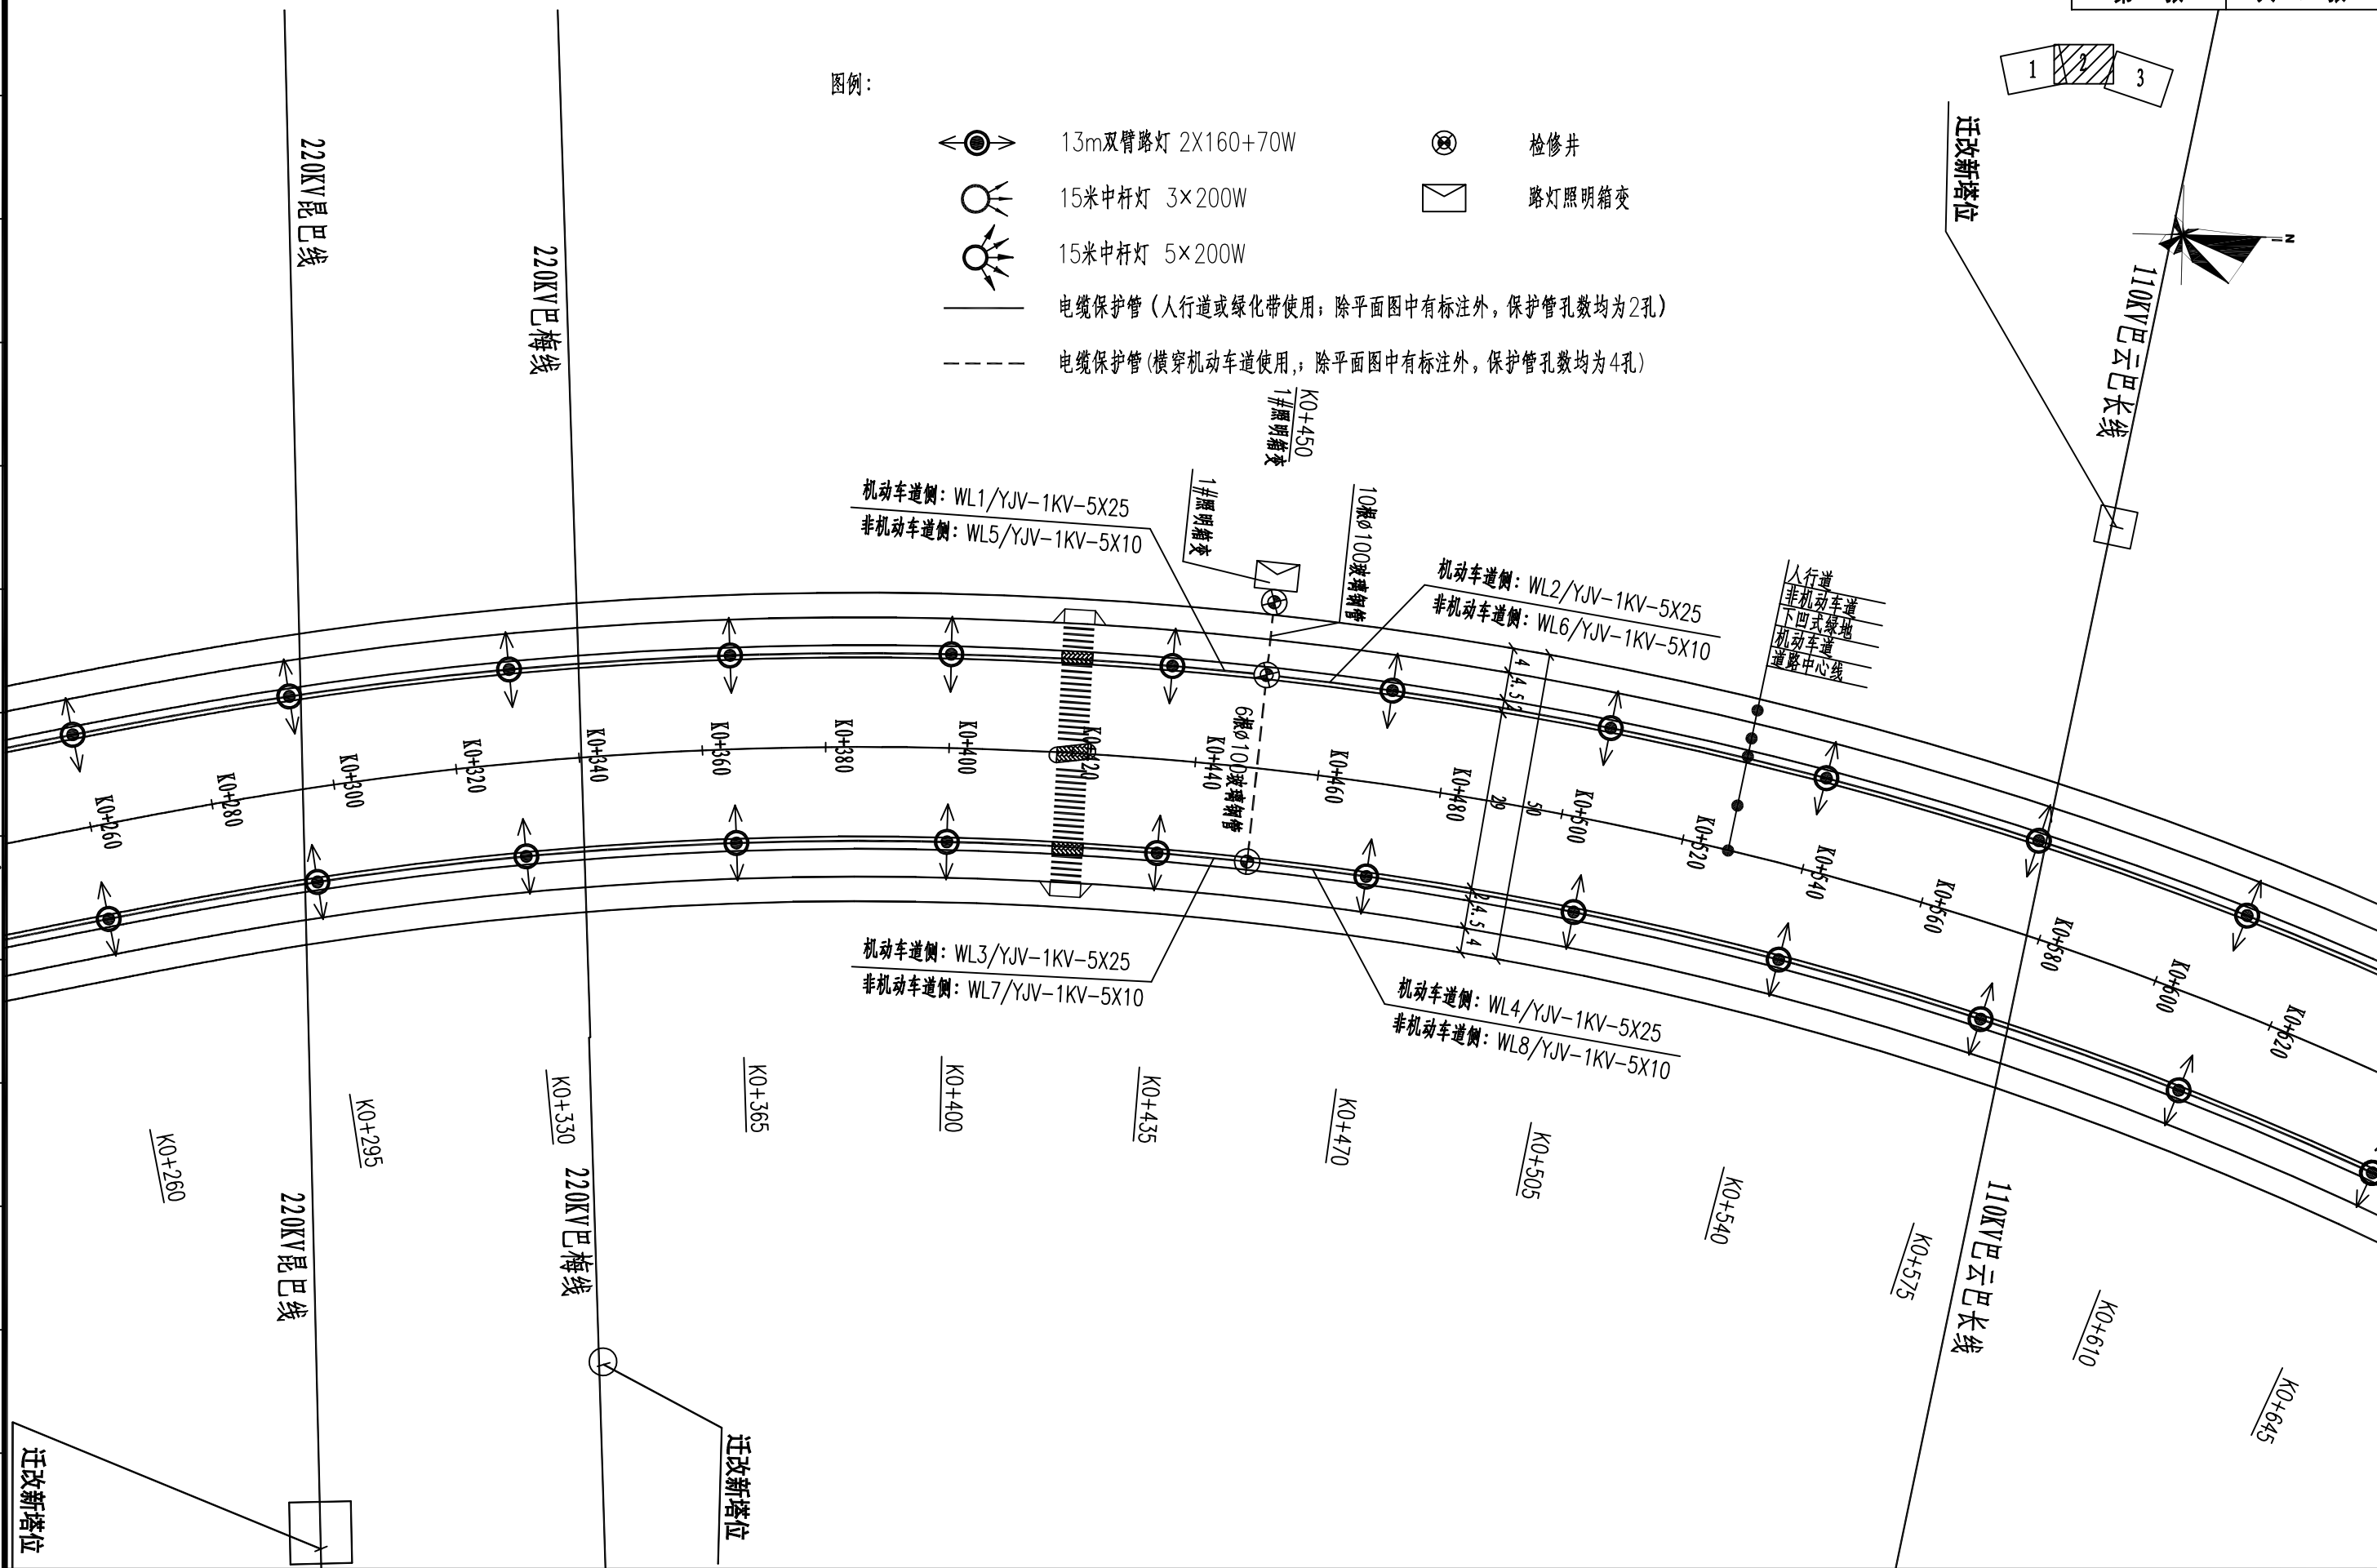 1
2
3
图例：
13m双臂路灯 2X160+70W
检修井
15米中杆灯 3×200W
路灯照明箱变
15米中杆灯 5×200W
电缆保护管（人行道或绿化带使用；除平面图中有标注外，保护管孔数均为2孔）
电缆保护管(横穿机动车道使用,；除平面图中有标注外，保护管孔数均为4孔)
220KV昆巴线
220KV巴梅线
迁改新塔位
N
110KV巴云巴长线
K0+450
1#照明箱变
1#照明箱变
10根ø100玻璃钢管
机动车道侧：WL1/YJV-1KV-5X25
非机动车道侧：WL5/YJV-1KV-5X10
机动车道侧：WL2/YJV-1KV-5X25
非机动车道侧：WL6/YJV-1KV-5X10
人行道
非机动车道
下凹式绿地
机动车道
道路中心线
4
4.5
2
29
50
2
4.5
4
6根ø100玻璃钢管
K0+260
K0+280
K0+300
K0+320
K0+340
K0+360
K0+380
K0+400
K0+420
K0+440
K0+460
K0+480
K0+500
K0+520
K0+540
K0+560
K0+580
K0+600
K0+620
机动车道侧：WL3/YJV-1KV-5X25
非机动车道侧：WL7/YJV-1KV-5X10
机动车道侧：WL4/YJV-1KV-5X25
非机动车道侧：WL8/YJV-1KV-5X10
K0+260
K0+295
K0+330
K0+365
K0+400
K0+435
K0+470
K0+505
K0+540
K0+575
K0+610
K0+645
220KV昆巴线
220KV巴梅线
110KV巴云巴长线
迁改新塔位
迁改新塔位